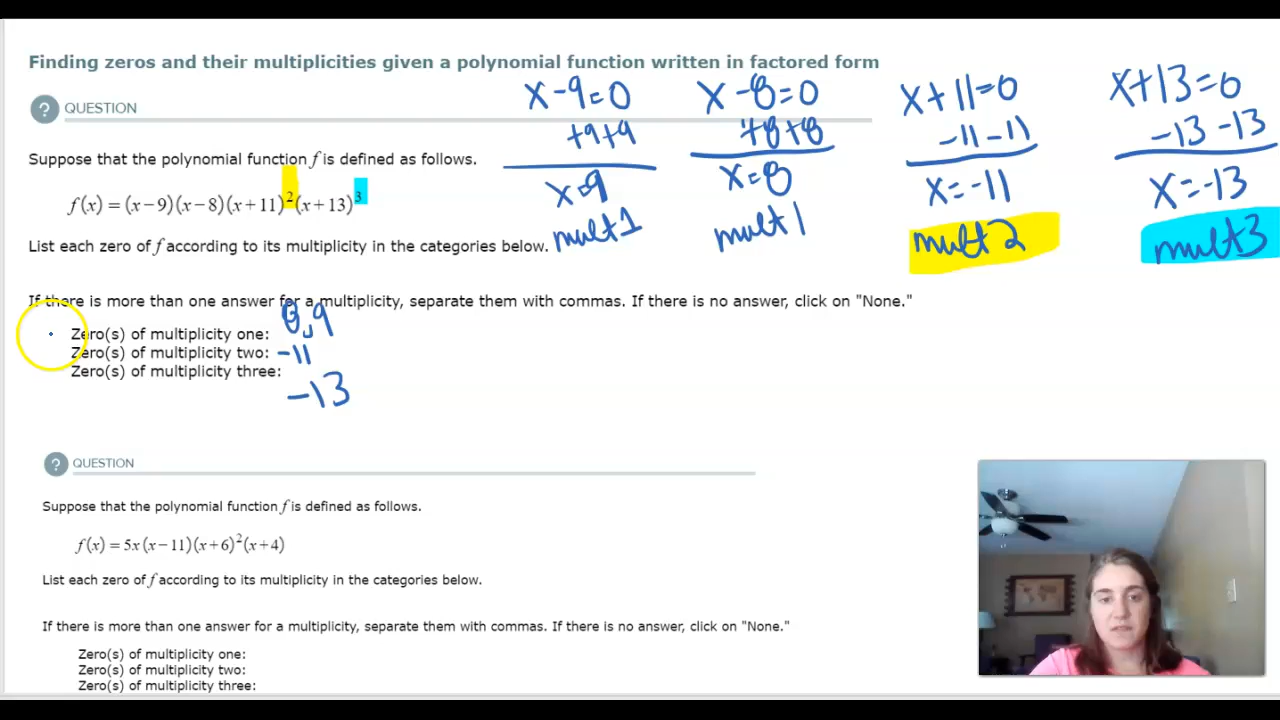 Finding zeros and their multiplicities given a polynomial function written in factored form
? QUESTION
Suppose that the polynomial function f is defined as follows.
f(x) = (x−9)(x−8)(x+11)²(x+13)³
List each zero of f according to its multiplicity in the categories below.
x-9=0
+9+9
x=9
mult 1
x-8=0
+8+8
x=8
mult 1
x+11=0
-11-11
x=-11
mult 2
x+13=0
-13-13
x=-13
mult 3
If there is more than one answer for a multiplicity, separate them with commas. If there is no answer, click on "None."
Zero(s) of multiplicity one: 8,9
Zero(s) of multiplicity two: -11
Zero(s) of multiplicity three: -13
? QUESTION
Suppose that the polynomial function f is defined as follows.
f(x) = 5x(x−11)(x+6)²(x+4)
List each zero of f according to its multiplicity in the categories below.
If there is more than one answer for a multiplicity, separate them with commas. If there is no answer, click on "None."
Zero(s) of multiplicity one:
Zero(s) of multiplicity two:
Zero(s) of multiplicity three: